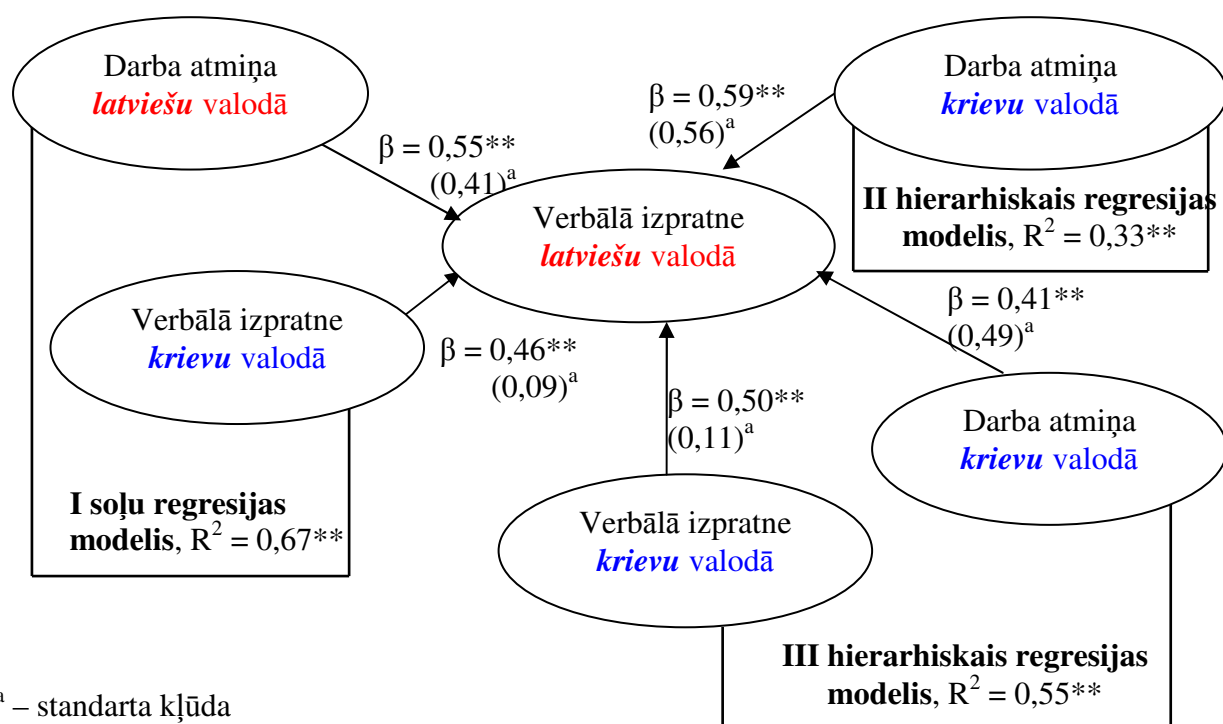 Darba atmiņa
latviešu valodā
β = 0,55**
(0,41)ᵃ
Verbālā izpratne
krievu valodā
β = 0,46**
(0,09)ᵃ
I soļu regresijas
modelis, R² = 0,67**
Verbālā izpratne
latviešu valodā
β = 0,59**
(0,56)ᵃ
Darba atmiņa
krievu valodā
II hierarhiskais regresijas
modelis, R² = 0,33**
β = 0,41**
(0,49)ᵃ
Darba atmiņa
krievu valodā
β = 0,50**
(0,11)ᵃ
Verbālā izpratne
krievu valodā
III hierarhiskais regresijas
modelis, R² = 0,55**
ᵃ – standarta kļūda